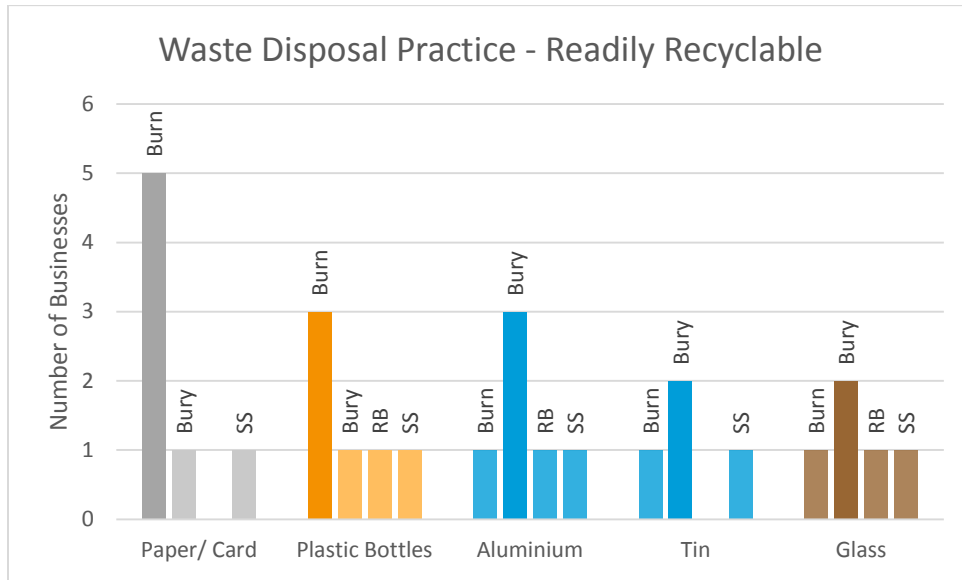 Waste Disposal Practice - Readily Recyclable
Number of Businesses
6
5
4
3
2
1
0
Burn
Bury
SS
Burn
Bury
RB
SS
Burn
Bury
RB
SS
Burn
Bury
SS
Burn
Bury
RB
SS
Paper/ Card
Plastic Bottles
Aluminium
Tin
Glass